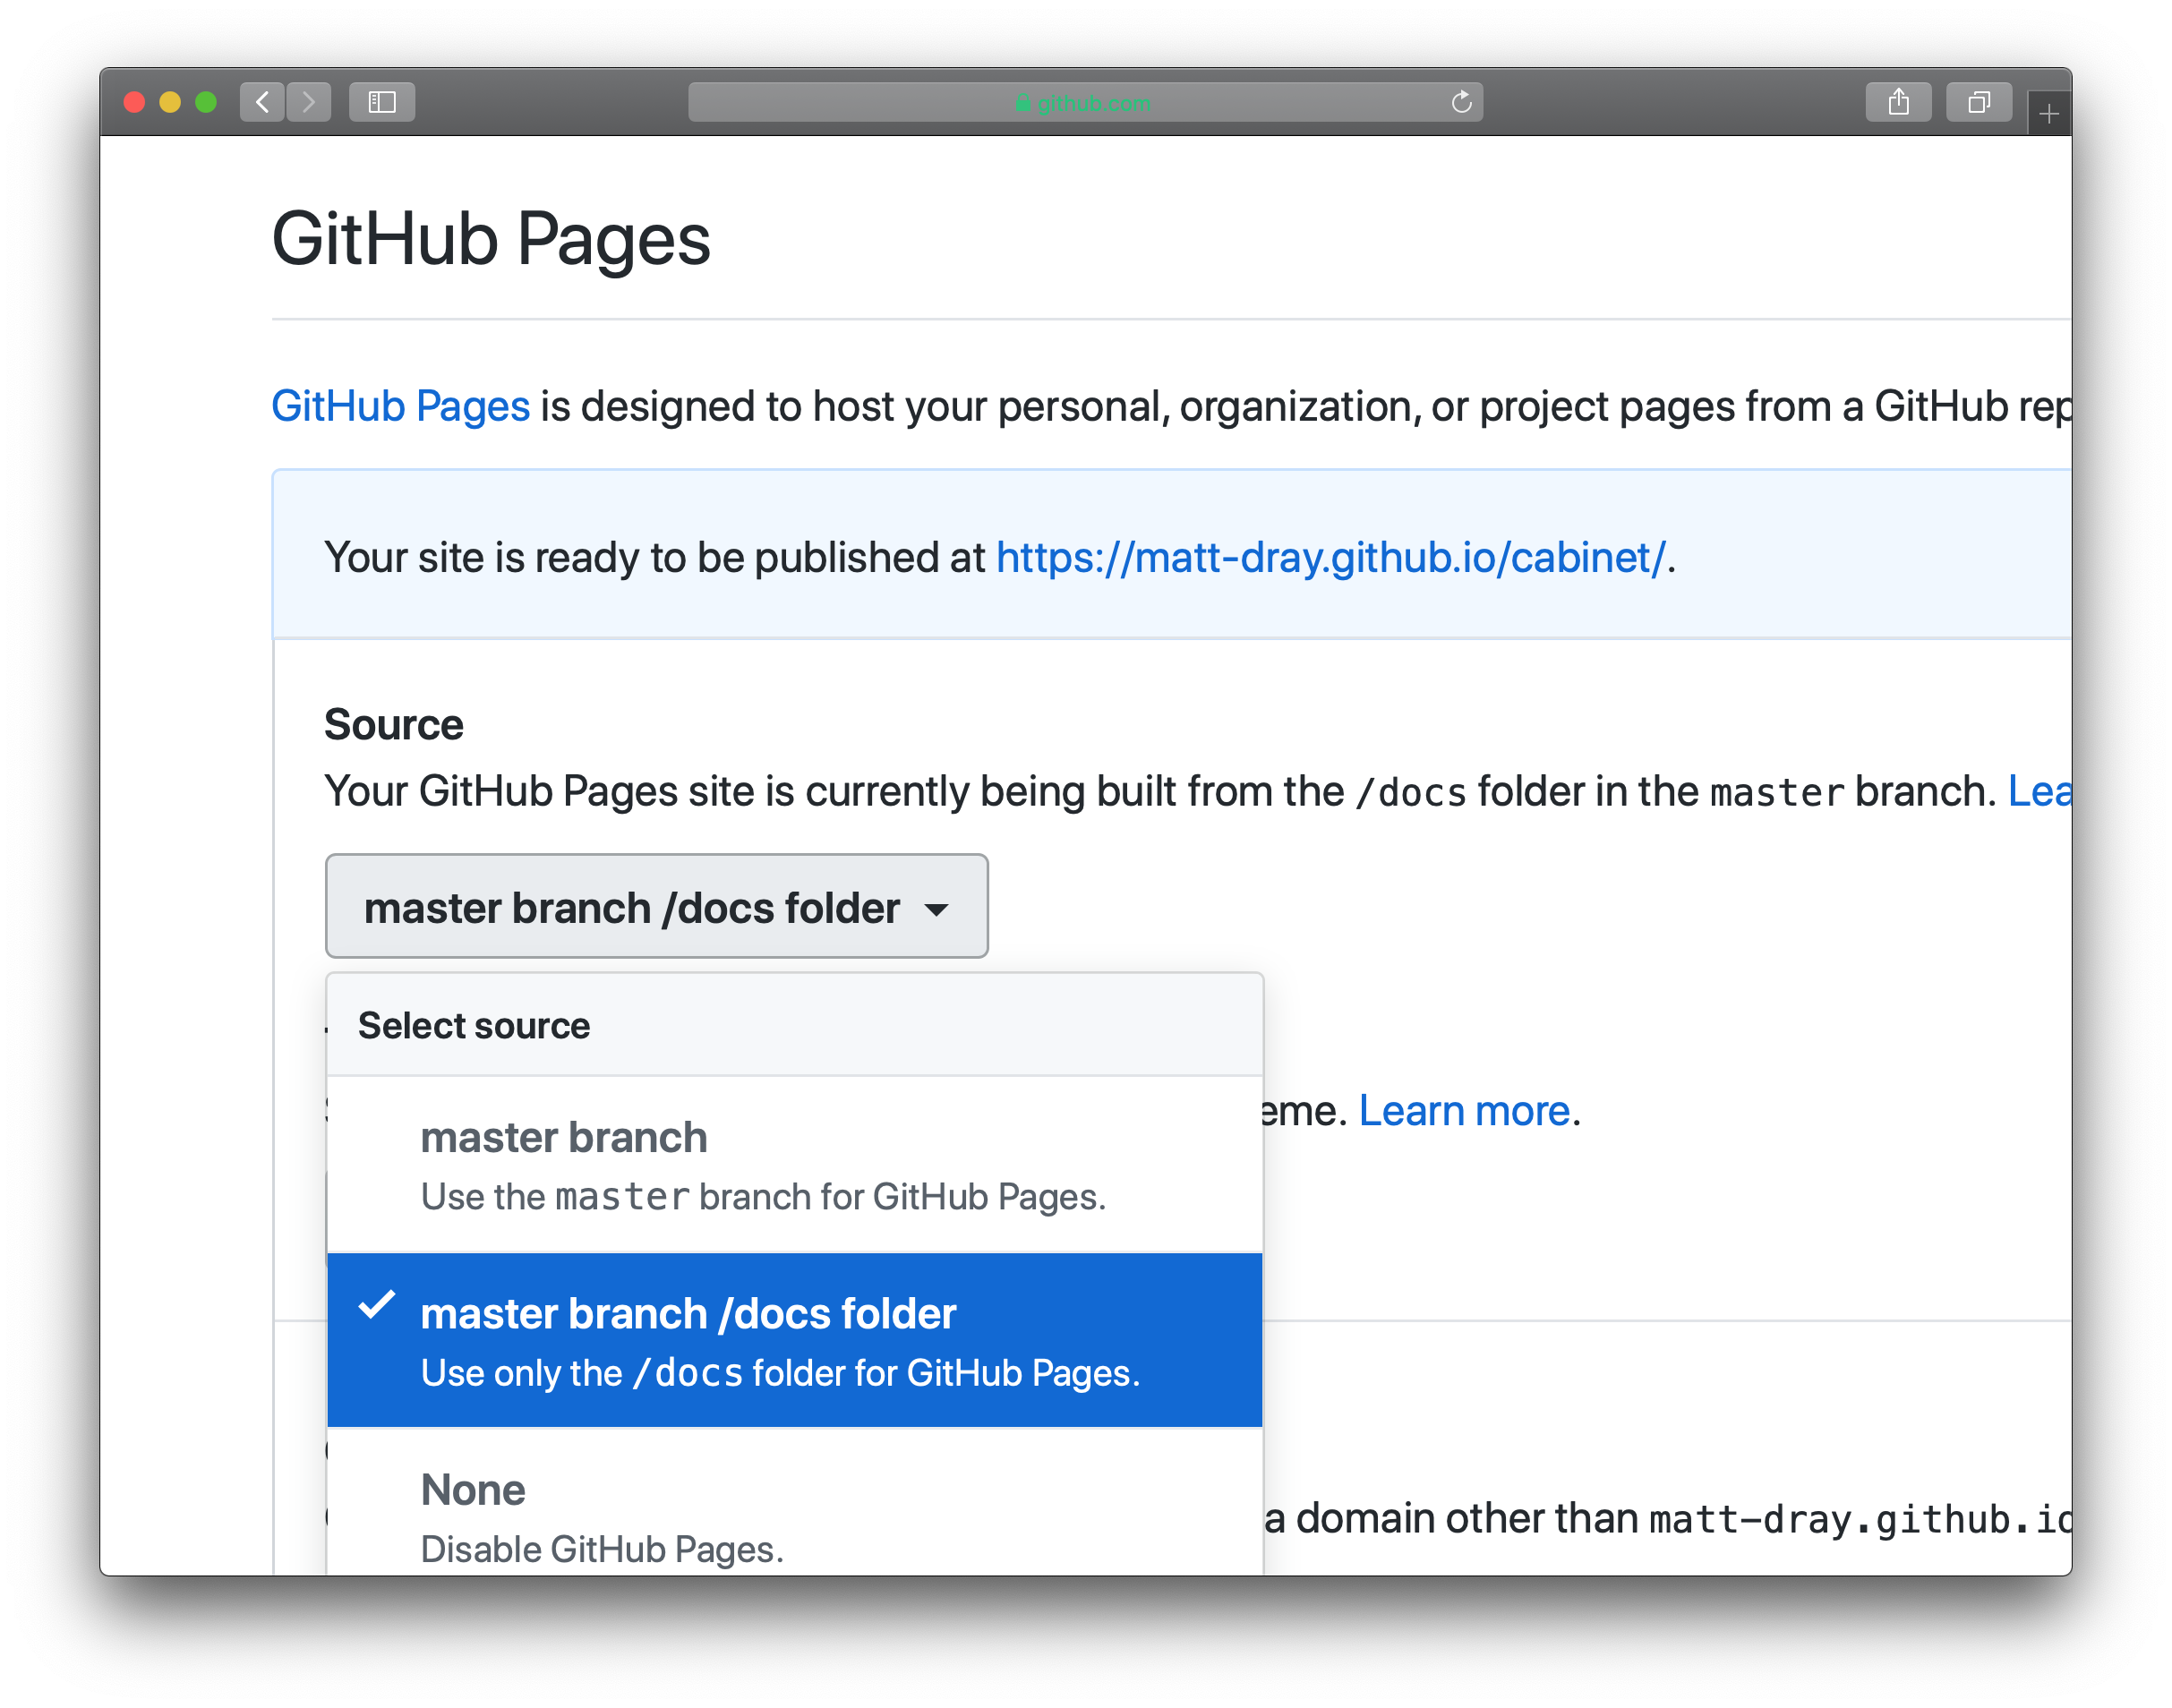 github.com
GitHub Pages
GitHub Pages is designed to host your personal, organization, or project pages from a GitHub rep
Your site is ready to be published at https://matt-dray.github.io/cabinet/.
Source
Your GitHub Pages site is currently being built from the /docs folder in the master branch. Lea
master branch /docs folder
Select source
eme. Learn more.
master branch
Use the master branch for GitHub Pages.
master branch /docs folder
Use only the /docs folder for GitHub Pages.
None
a domain other than matt-dray.github.io
Disable GitHub Pages.